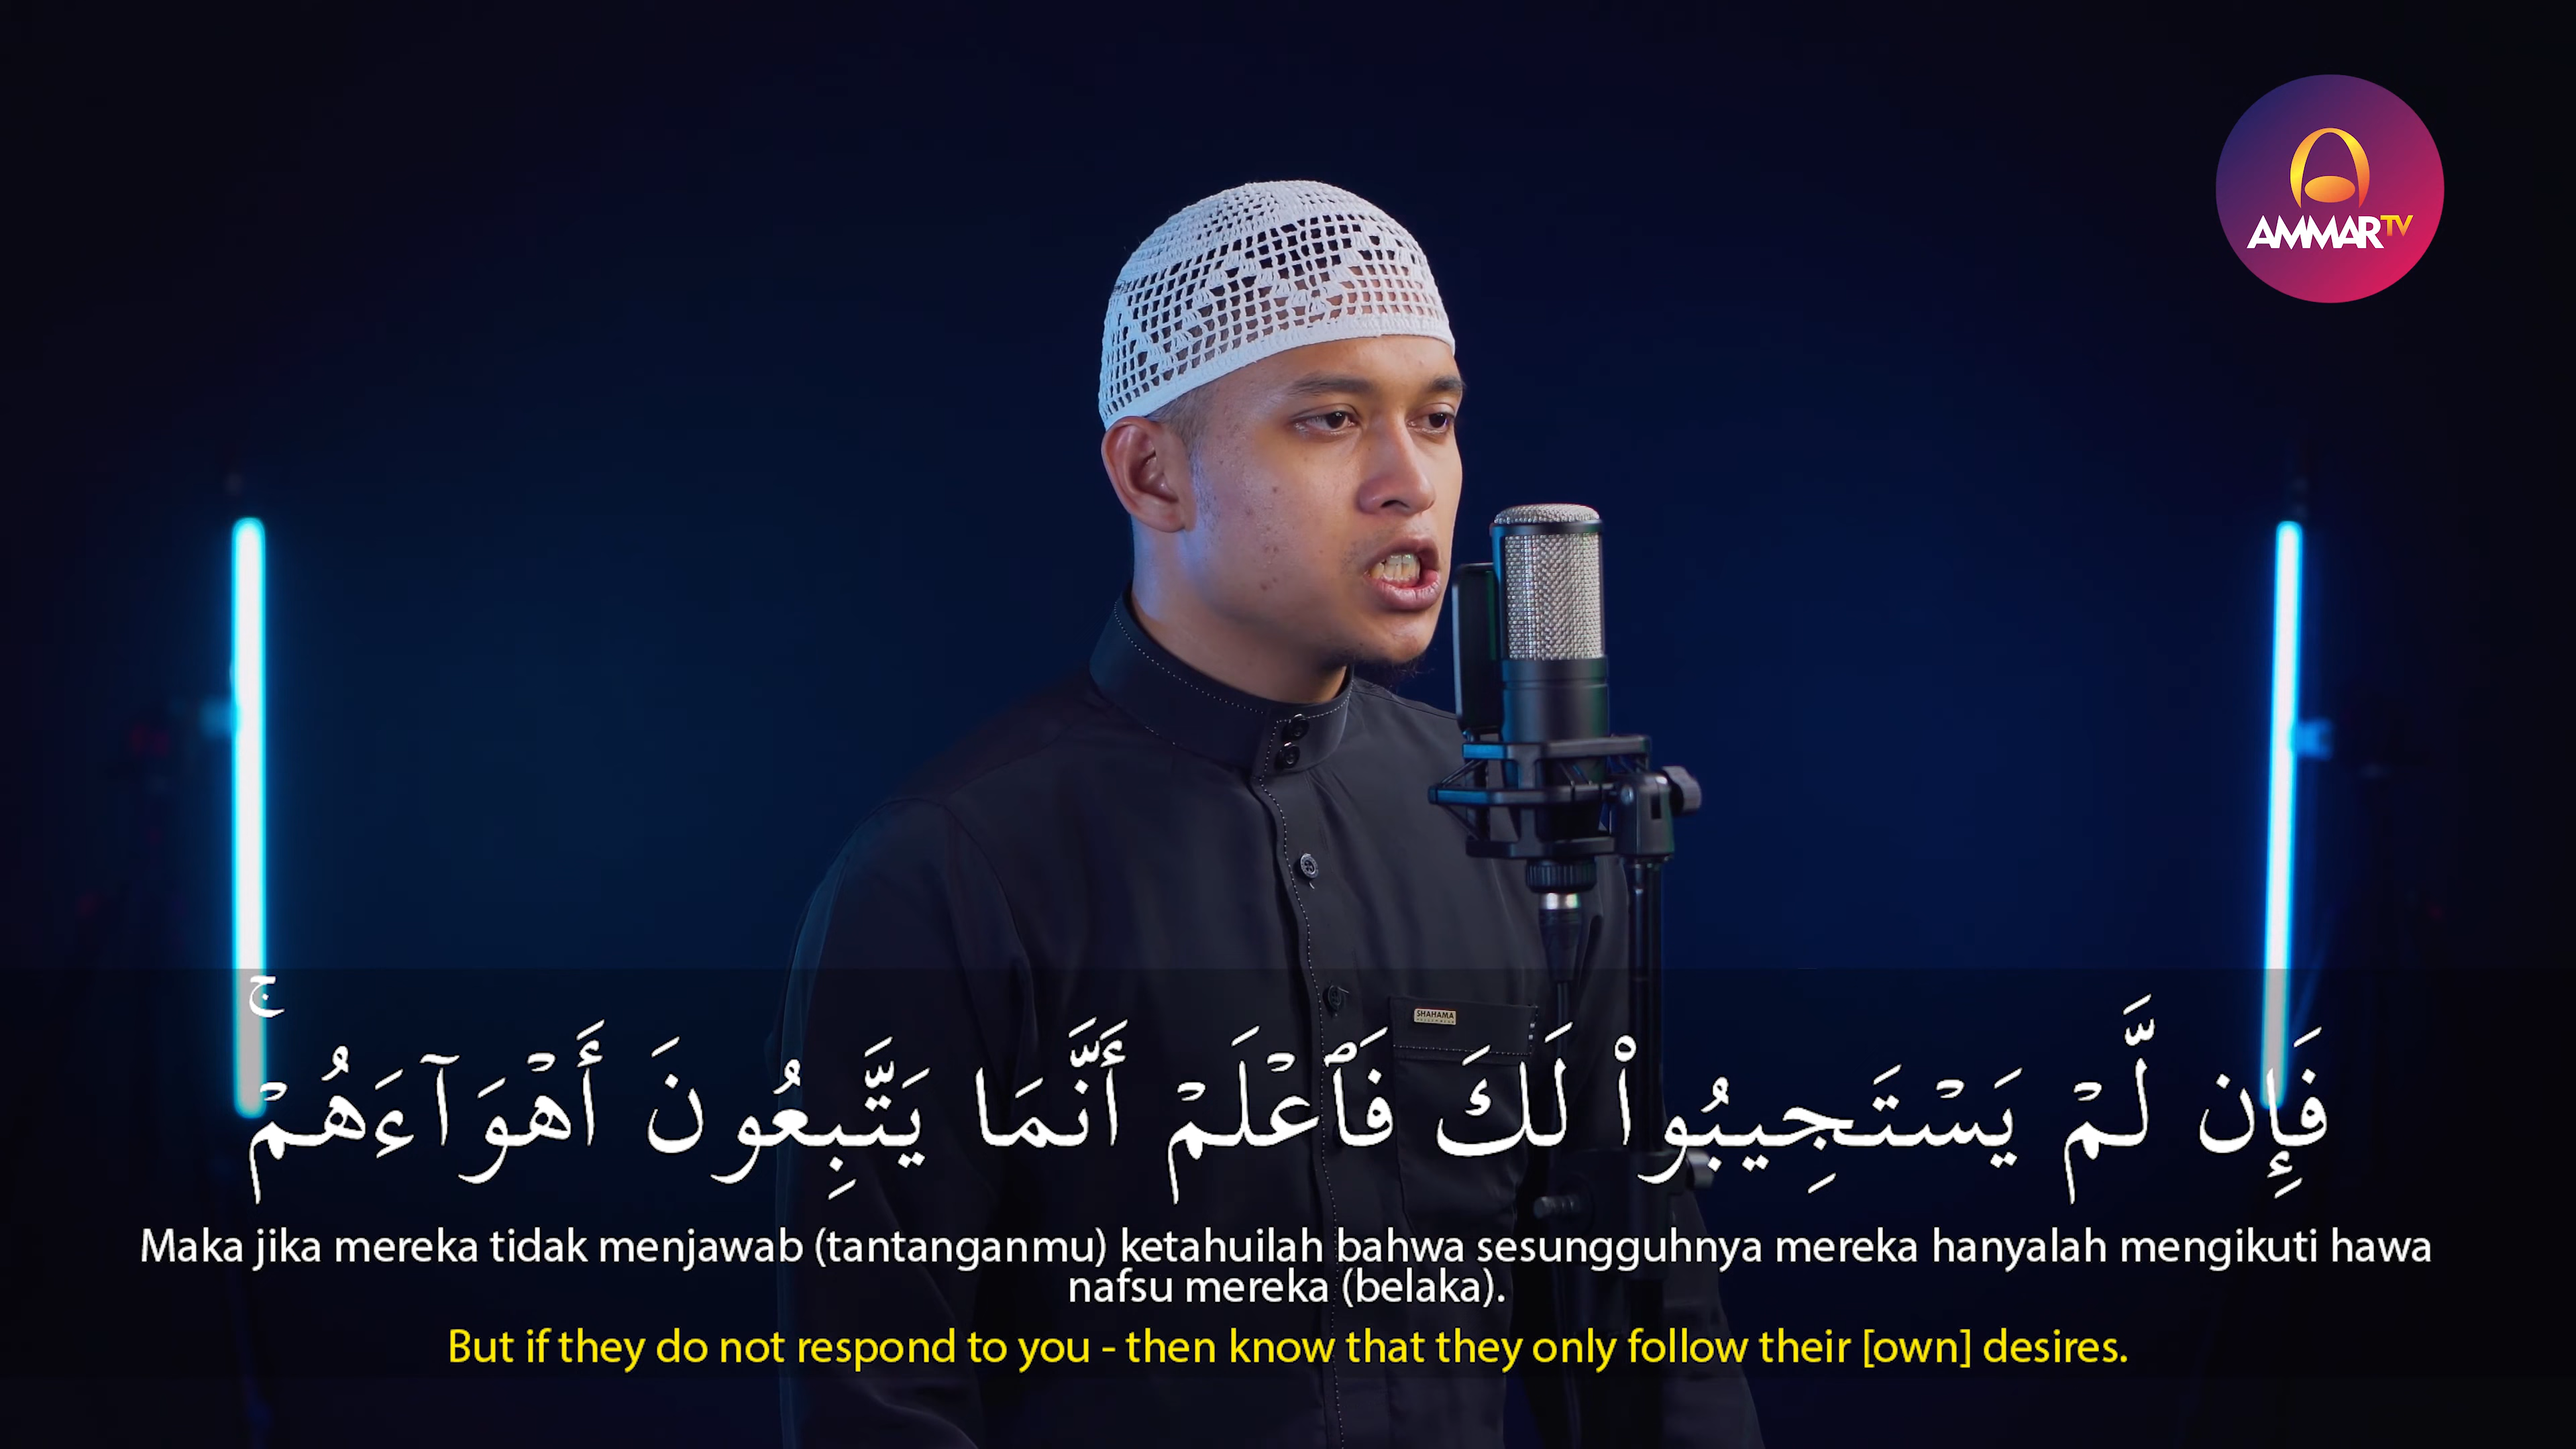 AMMARTV
SHAHAMA
فَإِن لَّمْ يَسْتَجِيبُوا۟ لَكَ فَٱعْلَمْ أَنَّمَا يَتَّبِعُونَ أَهْوَآءَهُمْ ۚ
Maka jika mereka tidak menjawab (tantanganmu) ketahuilah bahwa sesungguhnya mereka hanyalah mengikuti hawa
nafsu mereka (belaka).
But if they do not respond to you - then know that they only follow their [own] desires.